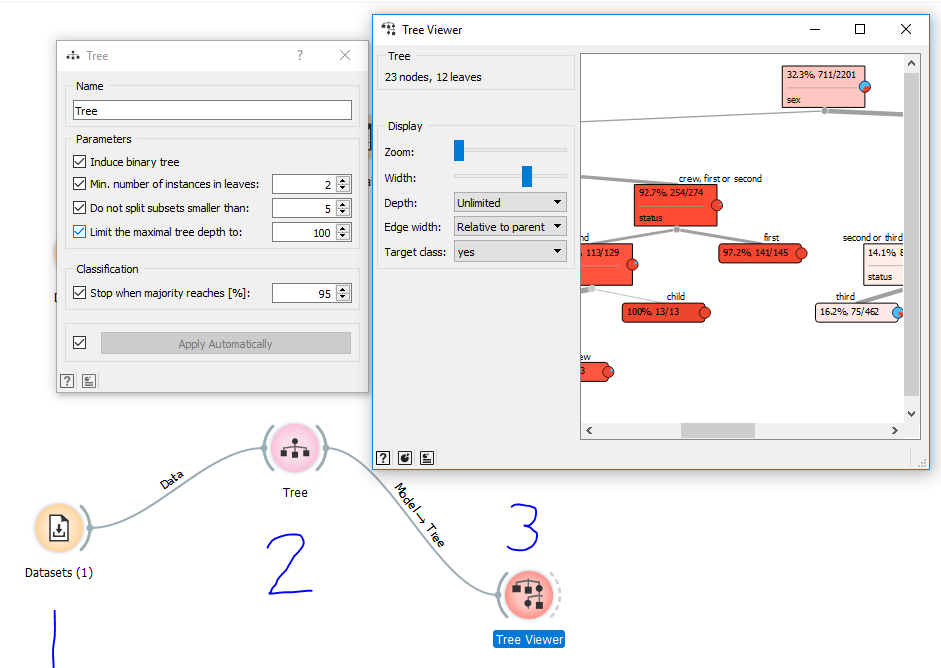 Tree
?
Name
Tree
Parameters
Induce binary tree
Min. number of instances in leaves: 2
Do not split subsets smaller than: 5
Limit the maximal tree depth to: 100
Classification
Stop when majority reaches [%]: 95
Apply Automatically
?
Tree Viewer
Tree
23 nodes, 12 leaves
Display
Zoom:
Width:
Depth: Unlimited
Edge width: Relative to parent
Target class: yes
?
32.3%, 711/2201
sex
crew, first or second
92.7%, 254/274
status
nd
113/129
first
97.2%, 141/145
second or third
14.1%, 8
status
child
100%, 13/13
third
16.2%, 75/462
ew
3
Data
Tree
Model → Tree
Datasets (1)
Tree Viewer
1
2
3